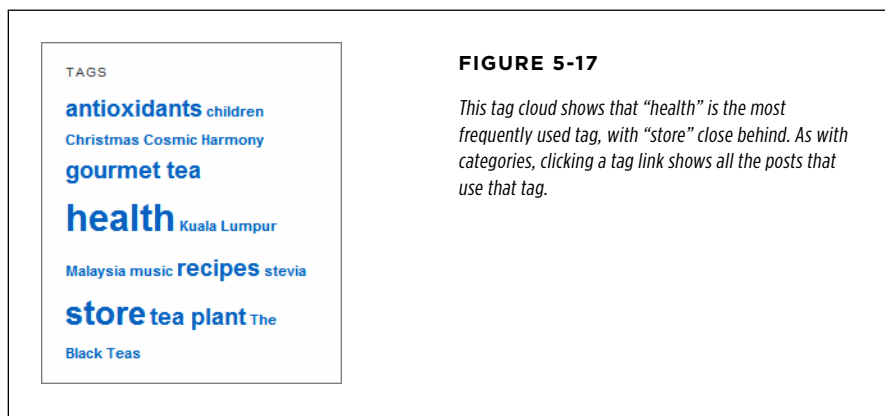 TAGS
antioxidants children
Christmas Cosmic Harmony
gourmet tea
health Kuala Lumpur
Malaysia music recipes stevia
store tea plant The
Black Teas
FIGURE 5-17
This tag cloud shows that “health” is the most
frequently used tag, with “store” close behind. As with
categories, clicking a tag link shows all the posts that
use that tag.